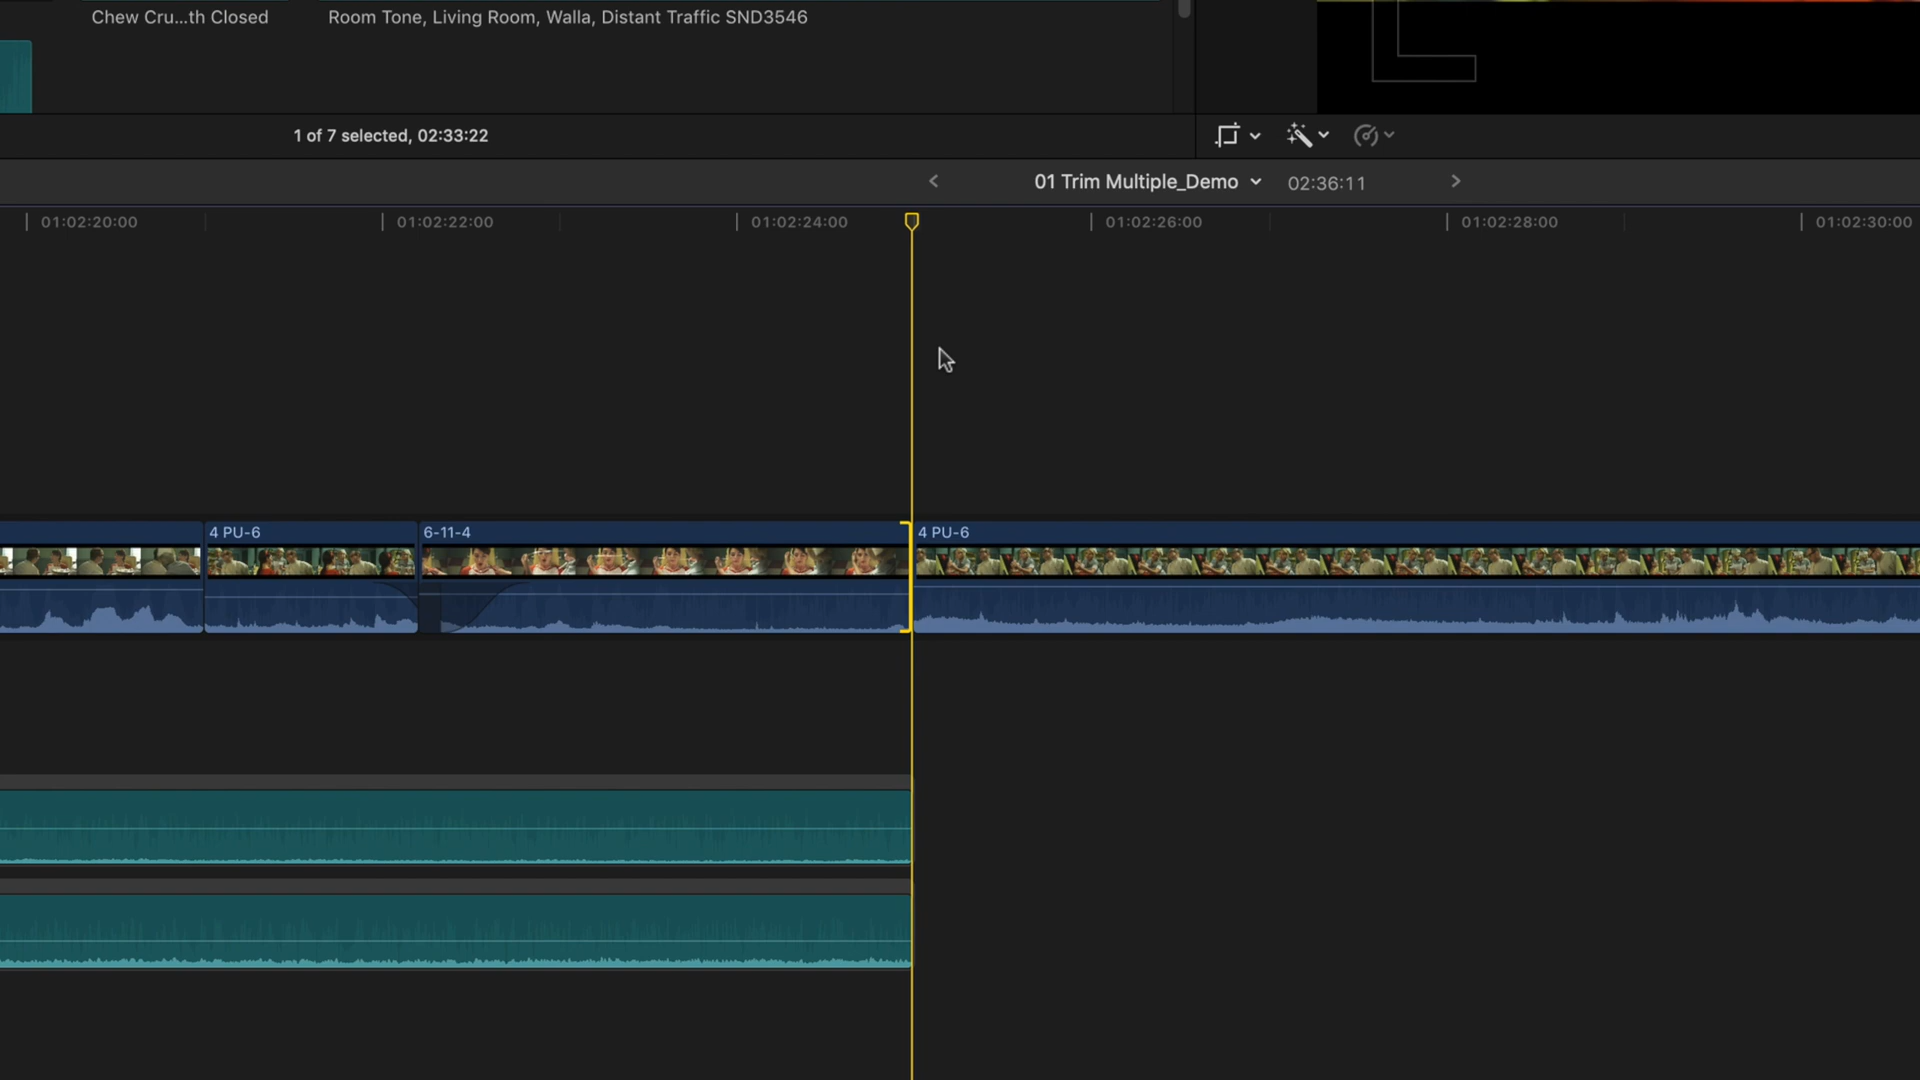 Chew Cru...th Closed
Room Tone, Living Room, Walla, Distant Traffic SND3546
1 of 7 selected, 02:33:22
01 Trim Multiple_Demo
02:36:11
01:02:20:00
01:02:22:00
01:02:24:00
01:02:26:00
01:02:28:00
01:02:30:00
4 PU-6
6-11-4
4 PU-6